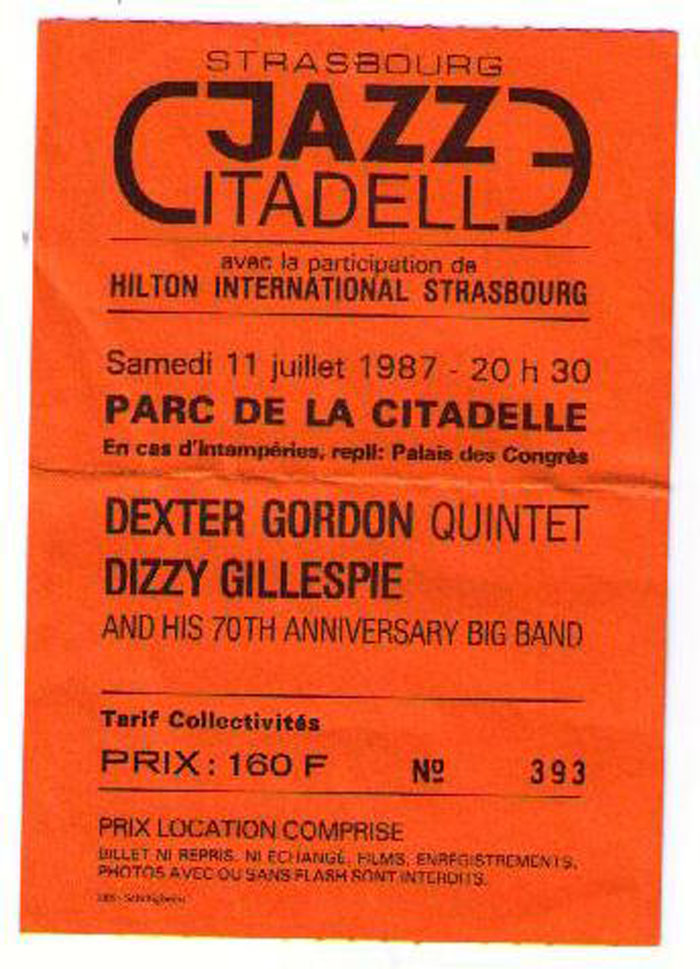 STRASBOURG
JAZZ
CITADELLE
avec la participation de
HILTON INTERNATIONAL STRASBOURG
Samedi 11 juillet 1987 - 20 h 30
PARC DE LA CITADELLE
En cas d'intempéries, repli: Palais des Congrès
DEXTER GORDON QUINTET
DIZZY GILLESPIE
AND HIS 70TH ANNIVERSARY BIG BAND
Tarif Collectivités
PRIX : 160 F Nº 393
PRIX LOCATION COMPRISE
BILLET NI REPRIS, NI ECHANGÉ, FILMS, ENREGISTREMENTS,
PHOTOS AVEC OU SANS FLASH SONT INTERDITS.